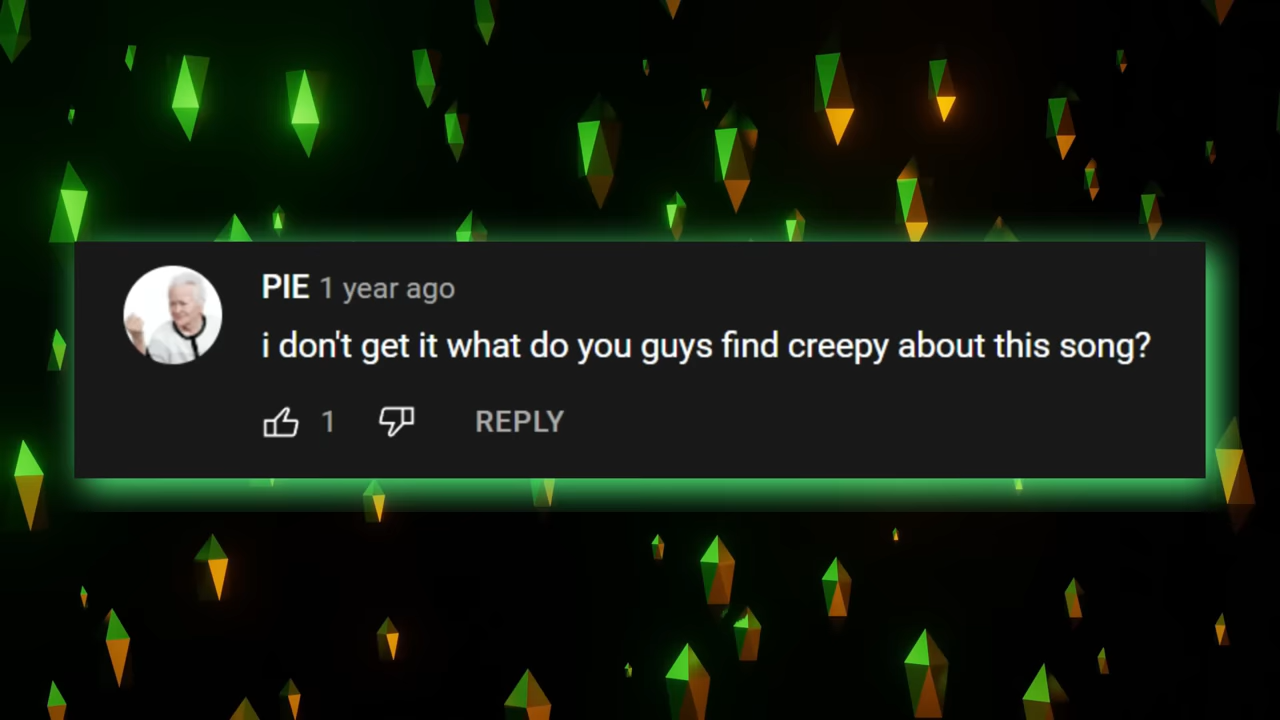 PIE 1 year ago
i don't get it what do you guys find creepy about this song?
1 REPLY